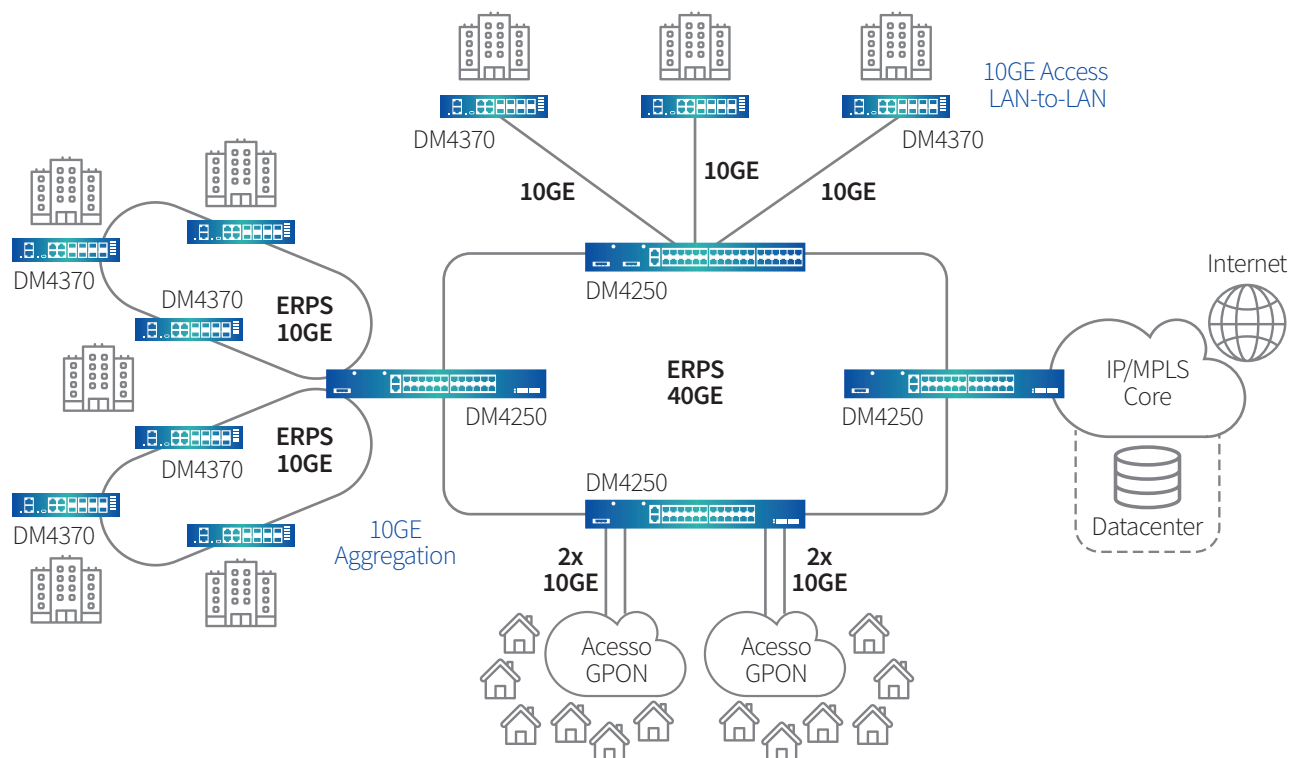 10GE Access
LAN-to-LAN
DM4370
DM4370
10GE
10GE
10GE
DM4370
DM4370
ERPS
10GE
DM4250
Internet
IP/MPLS
Core
ERPS
40GE
DM4250
DM4250
ERPS
10GE
DM4370
DM4370
DM4250
Datacenter
10GE
Aggregation
2x
10GE
2x
10GE
Acesso
GPON
Acesso
GPON